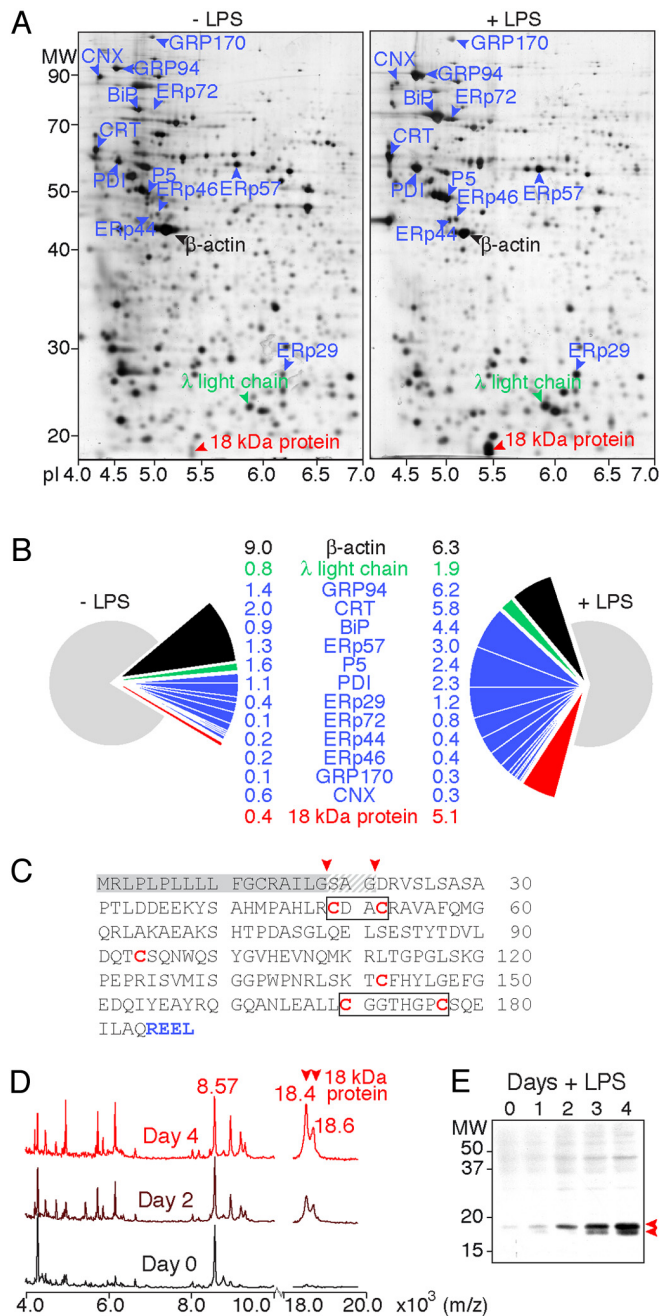 A
- LPS
+ LPS
MW
90
70
50
40
30
20
CNX
GRP170
GRP94
BiP
ERp72
CRT
PDI
P5
ERp46
ERp57
ERp44
β-actin
ERp29
λ light chain
18 kDa protein
CNX
GRP170
GRP94
BiP
ERp72
CRT
PDI
P5
ERp46
ERp57
ERp44
β-actin
ERp29
λ light chain
18 kDa protein
pI 4.0 4.5 5.0 6.0 6.5 7.0
4.5 5.0 6.0 6.5 7.0
B
- LPS
+ LPS
9.0 β-actin 6.3
0.8 λ light chain 1.9
1.4 GRP94 6.2
2.0 CRT 5.8
0.9 BiP 4.4
1.3 ERp57 3.0
1.6 P5 2.4
1.1 PDI 2.3
0.4 ERp29 1.2
0.1 ERp72 0.8
0.2 ERp44 0.4
0.2 ERp46 0.4
0.1 GRP170 0.3
0.6 CNX 0.3
0.4 18 kDa protein 5.1
C
MRLPLPLLLL FGCRAILGSA GDRVSLSASA 30
PTLDDEEKYS AHMPAHLRCD ACRAVAFQMG 60
QRLAKAEAKS HTPDASGLQE LSESTYTDVL 90
DQTCSQNWQS YGVHEVNQMK RLTGPGLSKG 120
PEPRISVMIS GGPWPNRLSK TCFHYLGEFG 150
EDQIYEAYRQ GQANLEALLC GGTHGPCSQE 180
ILAQREEL
D
8.57
18.4
18 kDa
protein
18.6
Day 4
Day 2
Day 0
4.0 6.0 8.0 10.0 18.0 20.0 x10³ (m/z)
E
Days + LPS
0 1 2 3 4
MW
50
37
20
15